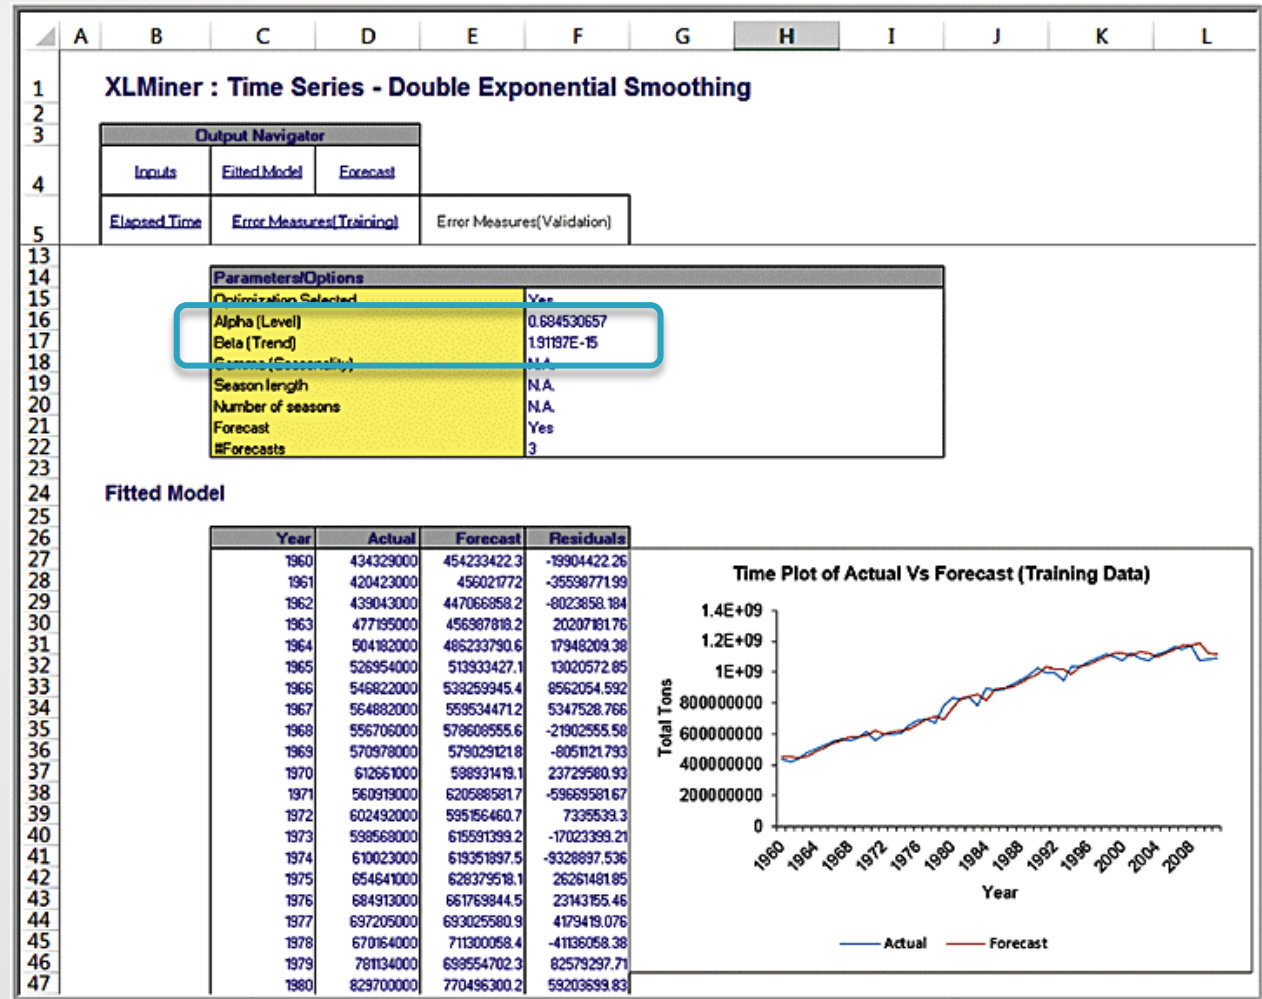 A B C D E F G H I J K L
1 XLMiner : Time Series - Double Exponential Smoothing
2
3 Output Navigator
4 Inputs Fitted Model Forecast
5 Elapsed Time Error Measures(Training) Error Measures(Validation)
13
14 Parameters/Options
15 Optimization Selected Yes
16 Alpha (Level) 0.684530657
17 Beta (Trend) 1.91197E-15
18 Gamma (Seasonality) N.A.
19 Season length N.A.
20 Number of seasons N.A.
21 Forecast Yes
22 #Forecasts 3
23
24 Fitted Model
25
26 Year Actual Forecast Residuals
27 1960 434329000 454233422.3 -19904422.26
28 1961 420423000 456021772 -35598771.99
29 1962 439043000 447066858.2 -8023858.184
30 1963 477195000 456987818.2 20207181.76
31 1964 504182000 486233790.6 17948209.38
32 1965 526954000 513933427.1 13020572.85
33 1966 546822000 538259945.4 8562054.592
34 1967 564882000 559534471.2 5347528.766
35 1968 556706000 578608555.6 -21902555.58
36 1969 570978000 579029121.8 -8051121.793
37 1970 612661000 588931419.1 23729580.93
38 1971 560919000 620588581.7 -59669581.67
39 1972 602492000 595156460.7 7335539.3
40 1973 598568000 615591399.2 -17023399.21
41 1974 610023000 619351897.5 -9328897.536
42 1975 654641000 628379518.1 26261481.85
43 1976 684913000 661769844.5 23143155.46
44 1977 697205000 693025580.9 4179419.076
45 1978 670164000 711300058.4 -41136058.38
46 1979 781134000 698554702.3 82579297.71
47 1980 829700000 770496300.2 59203699.83
Time Plot of Actual Vs Forecast (Training Data)
1.4E+09
1.2E+09
1E+09
800000000
600000000
400000000
200000000
0
Total Tons
1960 1964 1968 1972 1976 1980 1984 1988 1992 1996 2000 2004 2008
Year
Actual Forecast